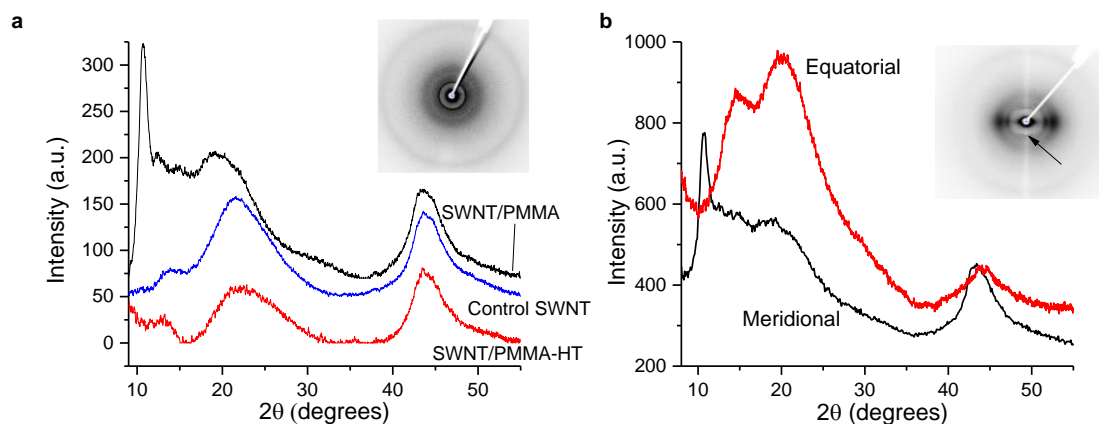 a
300
250
200
150
100
50
0
Intensity (a.u.)
10 20 30 40 50
2θ (degrees)
SWNT/PMMA
Control SWNT
SWNT/PMMA-HT
b
1000
800
600
400
200
Intensity (a.u.)
10 20 30 40 50
2θ (degrees)
Equatorial
Meridional